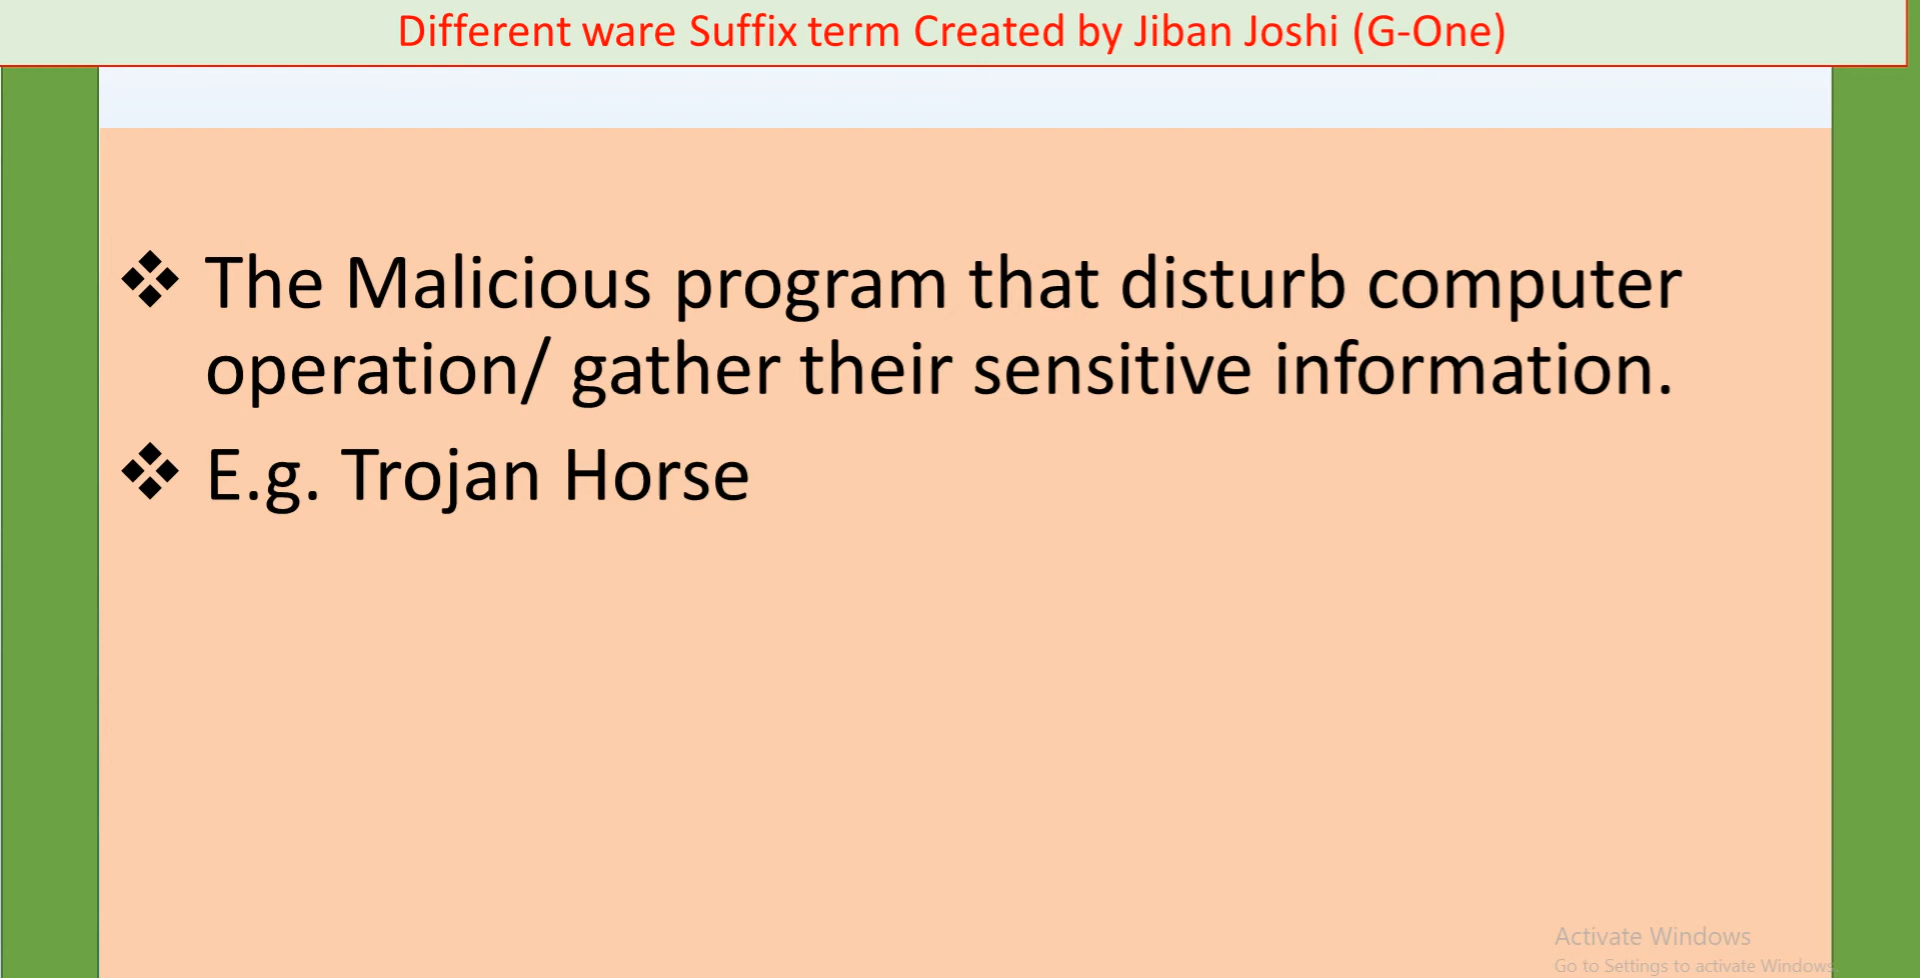 Different ware Suffix term Created by Jiban Joshi (G-One)
❖ The Malicious program that disturb computer
operation/ gather their sensitive information.
❖ E.g. Trojan Horse
Activate Windows
Go to Settings to activate Windows.